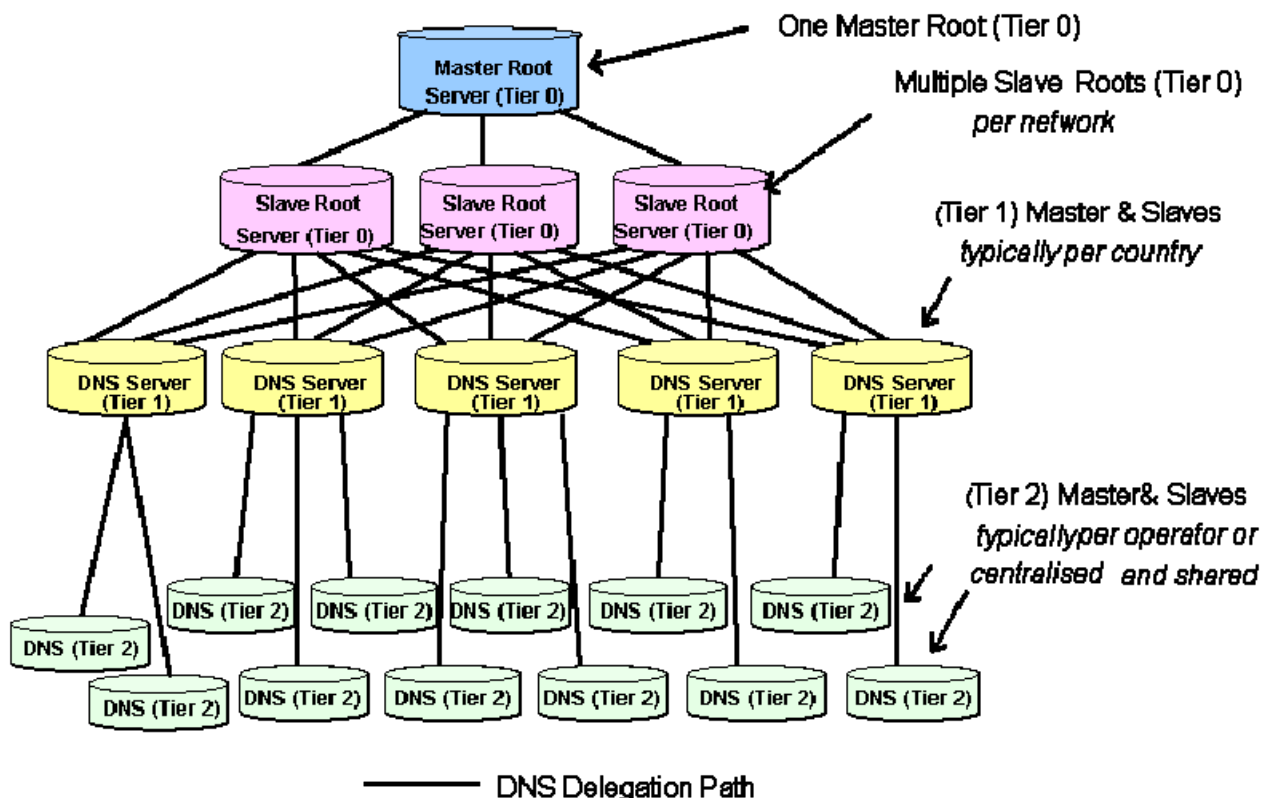 One Master Root (Tier 0)
Master Root
Server (Tier 0)
Multiple Slave Roots (Tier 0)
per network
Slave Root
Server (Tier 0)
Slave Root
Server (Tier 0)
Slave Root
Server (Tier 0)
(Tier 1) Master & Slaves
typically per country
DNS Server
(Tier 1)
DNS Server
(Tier 1)
DNS Server
(Tier 1)
DNS Server
(Tier 1)
DNS Server
(Tier 1)
(Tier 2) Master& Slaves
typically per operator or
centralised and shared
DNS (Tier 2)
DNS (Tier 2)
DNS (Tier 2)
DNS (Tier 2)
DNS (Tier 2)
DNS (Tier 2)
DNS (Tier 2)
DNS (Tier 2)
DNS (Tier 2)
DNS (Tier 2)
DNS (Tier 2)
DNS (Tier 2)
DNS Delegation Path